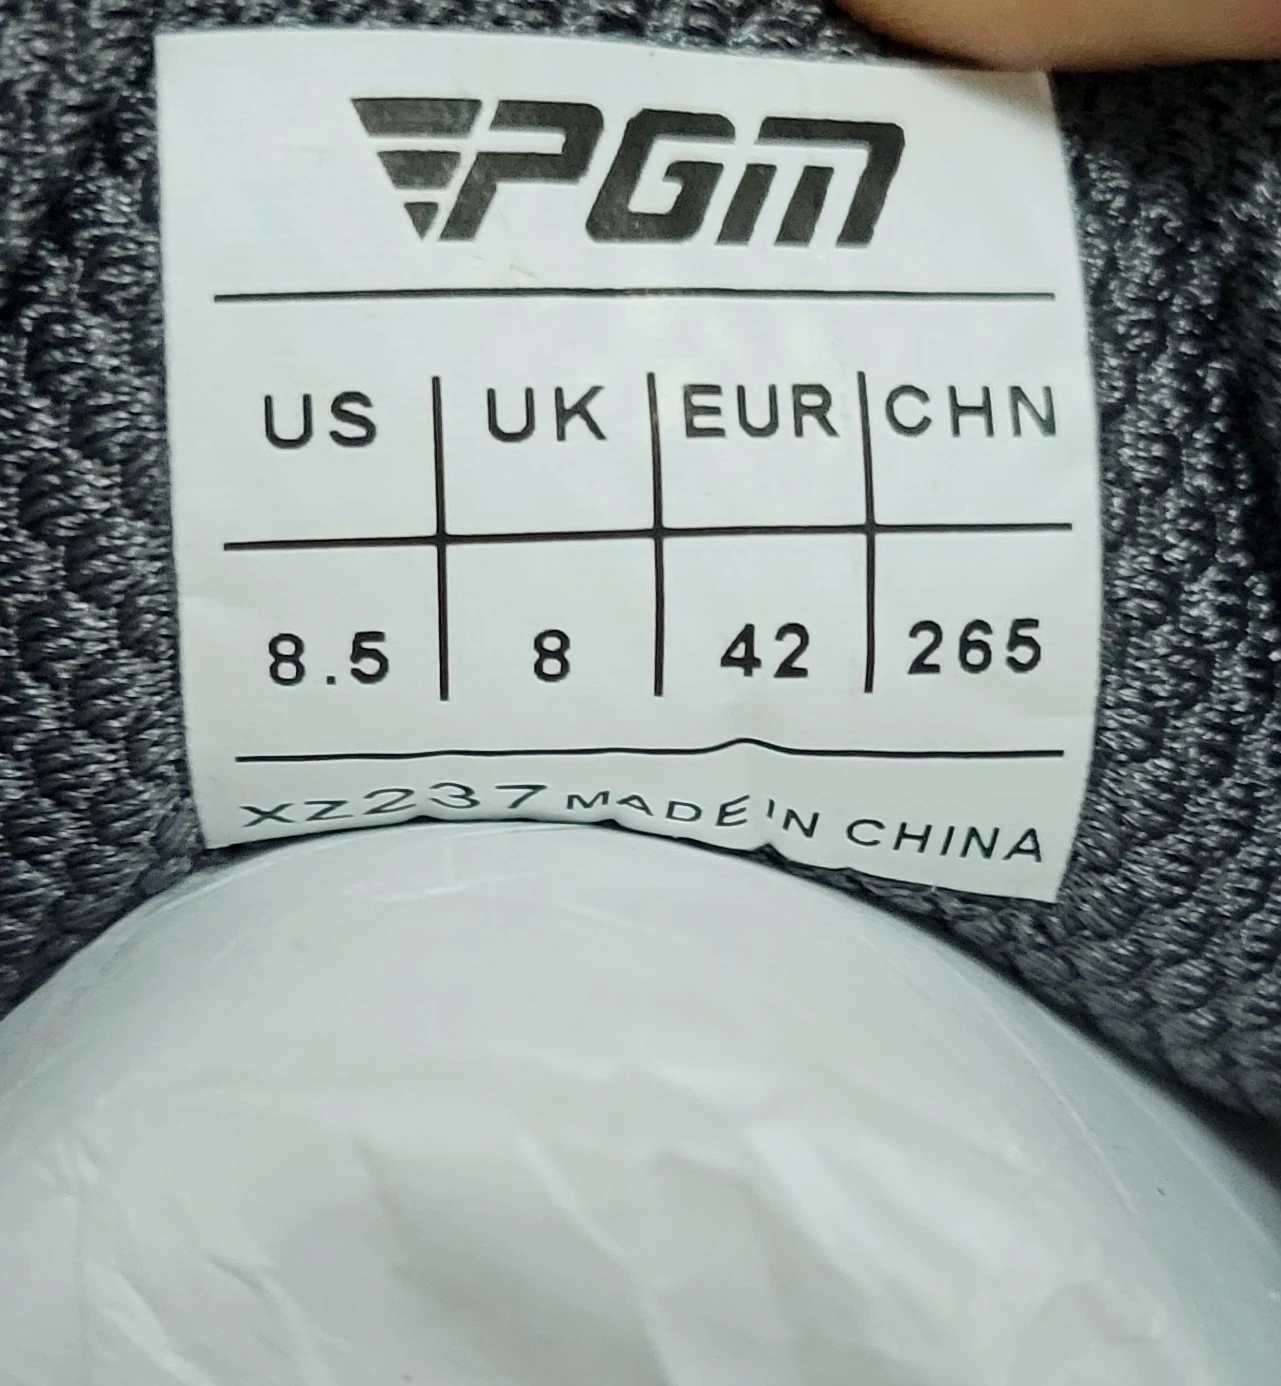 PGM
US UK EUR CHN
8.5 8 42 265
XZ237 MADE IN CHINA